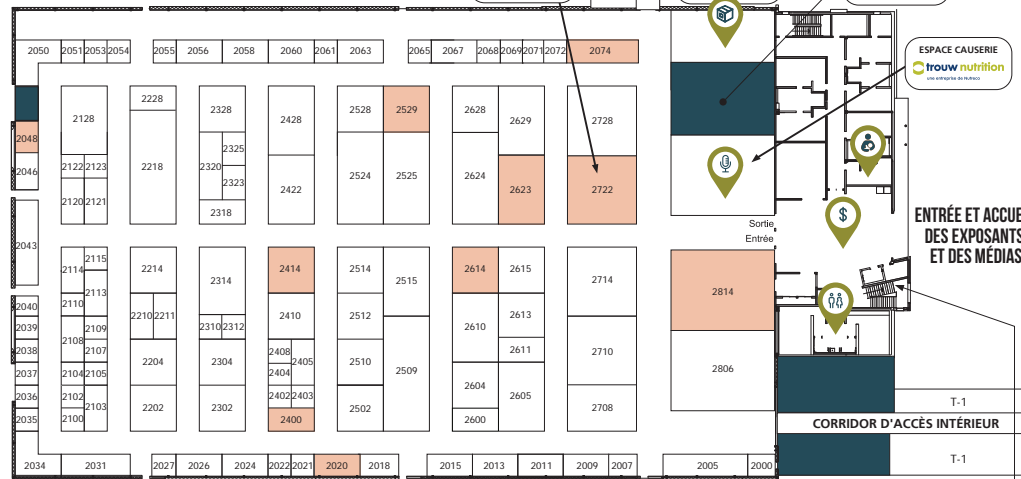 ESPACE CAUSERIE
trouw nutrition
une entreprise de Nutreco
2050 2051 2053 2054 2055 2056 2058 2060 2061 2063 2065 2067 2068 2069 2071 2072 2074
2228 2328 2428 2528 2529 2628 2629 2728
2128
2048 2325
2046 2122 2123 2218 2320 2323 2422 2524 2525 2624 2623 2722
2120 2121 2318
$
Sortie
Entrée
ENTRÉE ET ACCUE
DES EXPOSANTS
ET DES MÉDIAS
2043
2115
2114 2214 2314 2414 2514 2515 2614 2615 2714
2113
2814
2040 2110 2210 2211 2410 2512 2610 2613
2039 2109 2310 2312
2038 2108 2107 2408 2405 2611 2710
2204 2304 2510 2509
2037 2104 2105 2404 2806
2036 2102 2402 2403 2604 2605
2103 2202 2302 2502 2708
2035 2100 2400 2600
T-1
CORRIDOR D'ACCÈS INTÉRIEUR
T-1
2034 2031 2027 2026 2024 2022 2021 2020 2018 2015 2013 2011 2009 2007 2005 2000